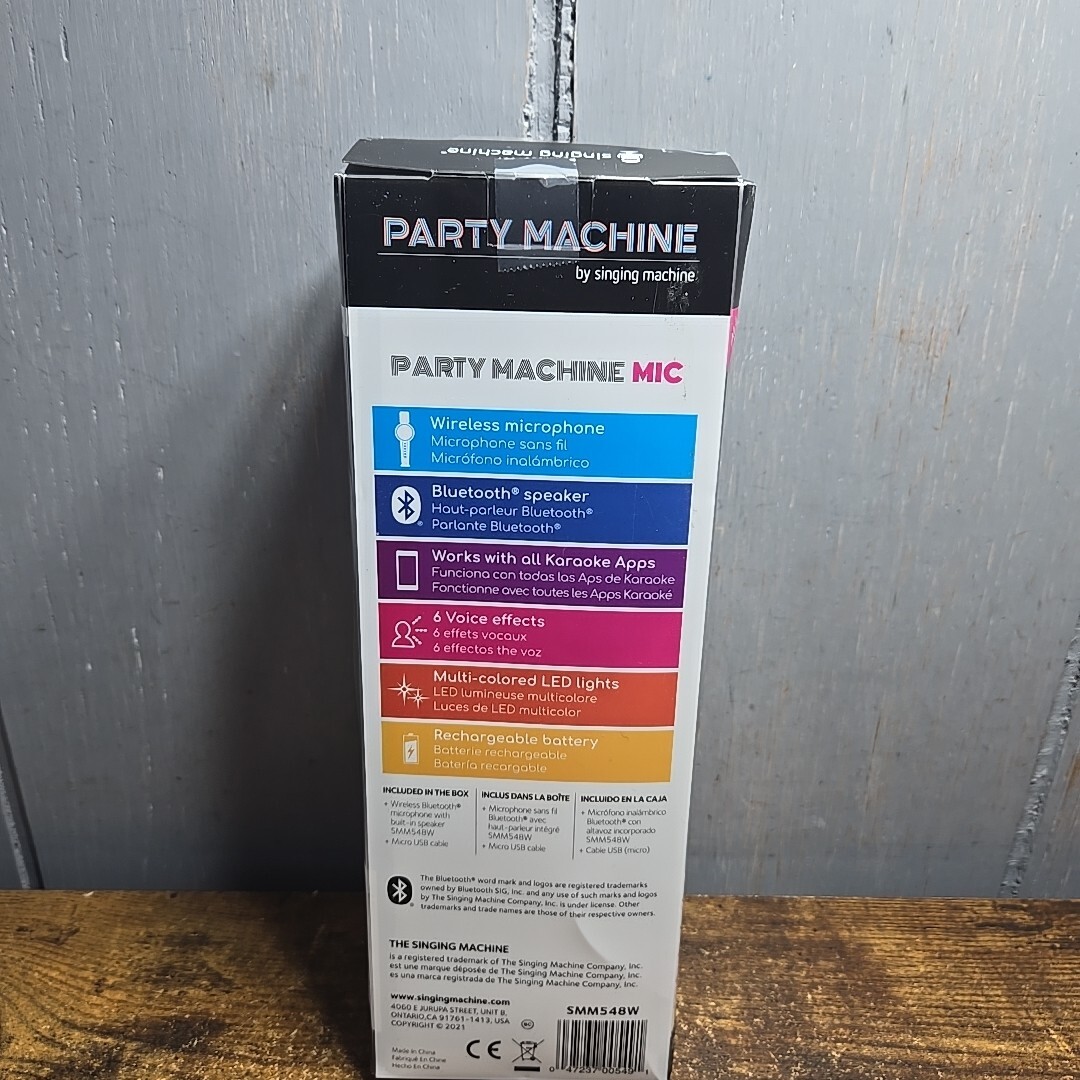 singing machine
PARTY MACHINE
by singing machine
PARTY MACHINE MIC
Wireless microphone
Microphone sans fil
Micrófono inalámbrico
Bluetooth® speaker
Haut-parleur Bluetooth®
Parlante Bluetooth®
Works with all Karaoke Apps
Funciona con todas las Aps de Karaoke
Fonctionne avec toutes les Apps Karaoké
6 Voice effects
6 effets vocaux
6 effectos the voz
Multi-colored LED lights
LED lumineuse multicolore
Luces de LED multicolor
Rechargeable battery
Batterie rechargeable
Batería recargable
INCLUDED IN THE BOX
+ Wireless Bluetooth®
microphone with
built-in speaker
SMM548W
+ Micro USB cable
INCLUS DANS LA BOÎTE
+ Microphone sans fil
Bluetooth® avec
haut-parleur intégré
SMM548W
+ Micro USB cable
INCLUIDO EN LA CAJA
+ Micrófono inalámbrico
Bluetooth® con
altavoz incorporado
SMM548W
+ Cable USB (micro)
The Bluetooth® word mark and logos are registered trademarks
owned by Bluetooth SIG, Inc. and any use of such marks and logos
by The Singing Machine Company, Inc. is under license. Other
trademarks and trade names are those of their respective owners.
THE SINGING MACHINE
is a registered trademark of The Singing Machine Company, Inc.
est une marque déposée de The Singing Machine Company, Inc.
es una marca registrada de The Singing Machine Company, Inc.
www.singingmachine.com
4060 E JURUPA STREET, UNIT B,
ONTARIO,CA 91761-1413, USA
COPYRIGHT © 2021
Made in China
Fabriqué En Chine
Hecho En China
CE
SMM548W
0 47237 00549